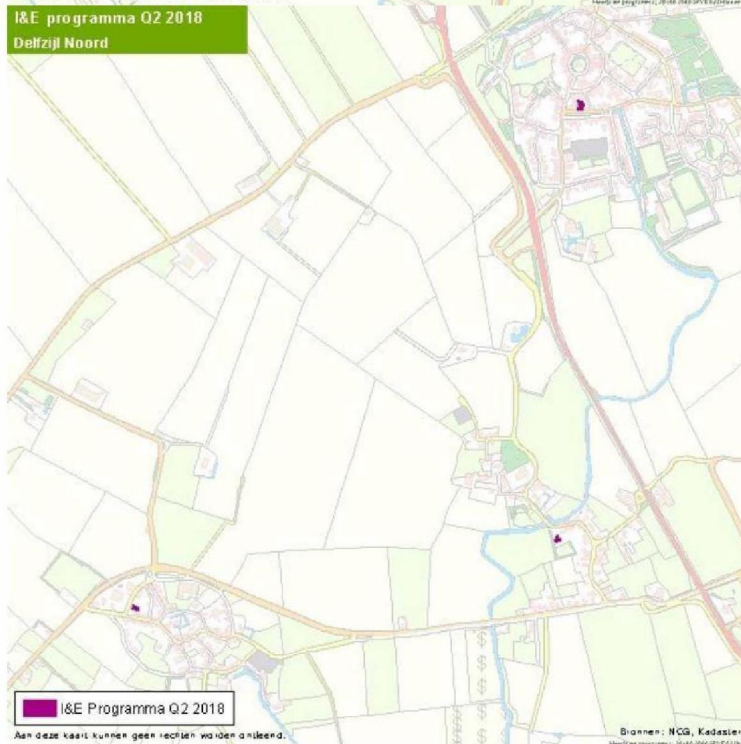 I&E programma Q2 2018
Delfzijl Noord
I&E Programma Q2 2018
Aan deze kaart kunnen geen rechten worden ontleend.
Bronnen: NCG, Kadaster